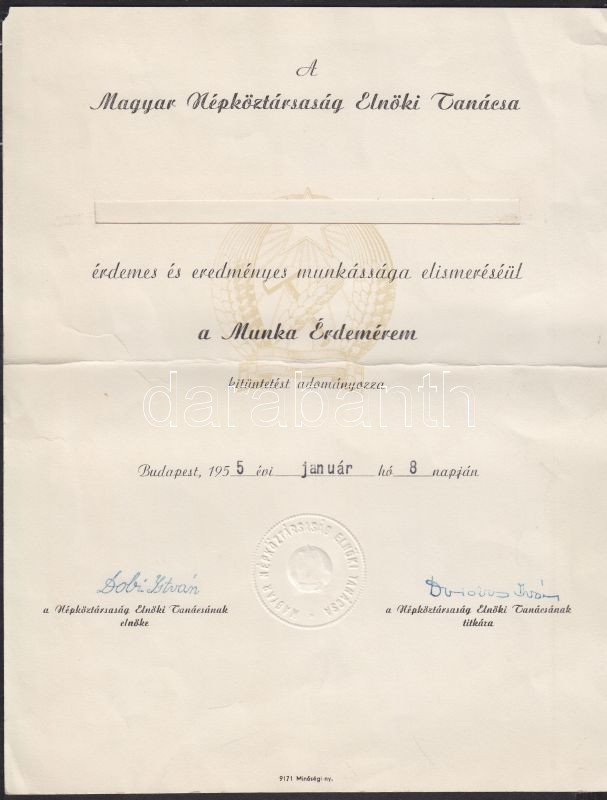 A
Magyar Népköztársaság Elnöki Tanácsa
érdemes és eredményes munkássága elismeréséül
a Munka Érdemérem
kitüntetést adományozza
darabanth
Budapest, 1955 évi január hó 8 napján
MAGYAR NÉPKÖZTÁRSASÁG ELNÖKI TANÁCSA
Dobi István
a Népköztársaság Elnöki Tanácsának
elnöke
István
a Népköztársaság Elnöki Tanácsának
titkára
9171 Minőségi ny.